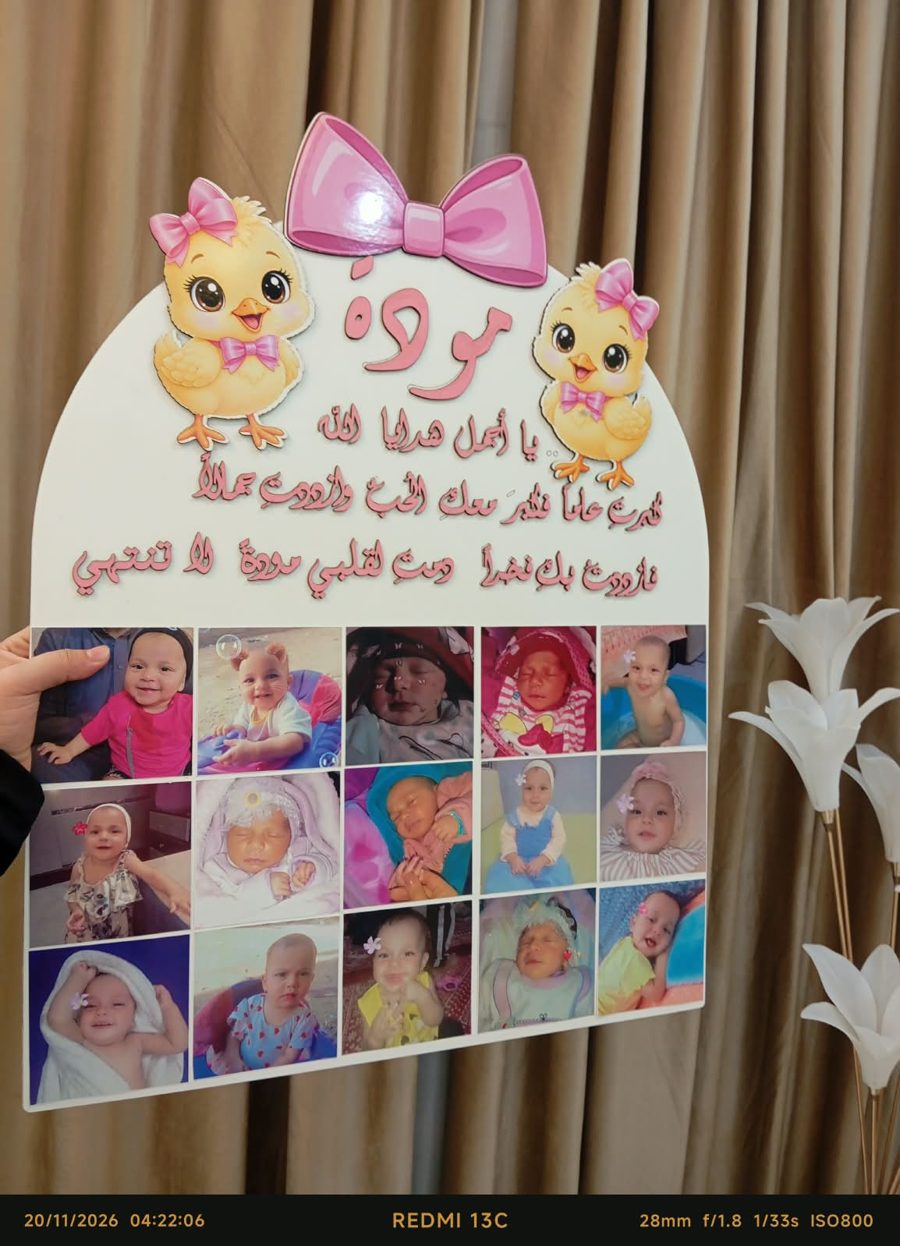 مودة
يا أجمل هدايا الله
كبرتِ عاماً فكبرَ معكِ الحبّ وازددتِ جمالاً
فازددتُ بكِ فخراً دمتِ لقلبي مودةً لا تنتهي
20/11/2026 04:22:06
REDMI 13C
28mm f/1.8 1/33s ISO800